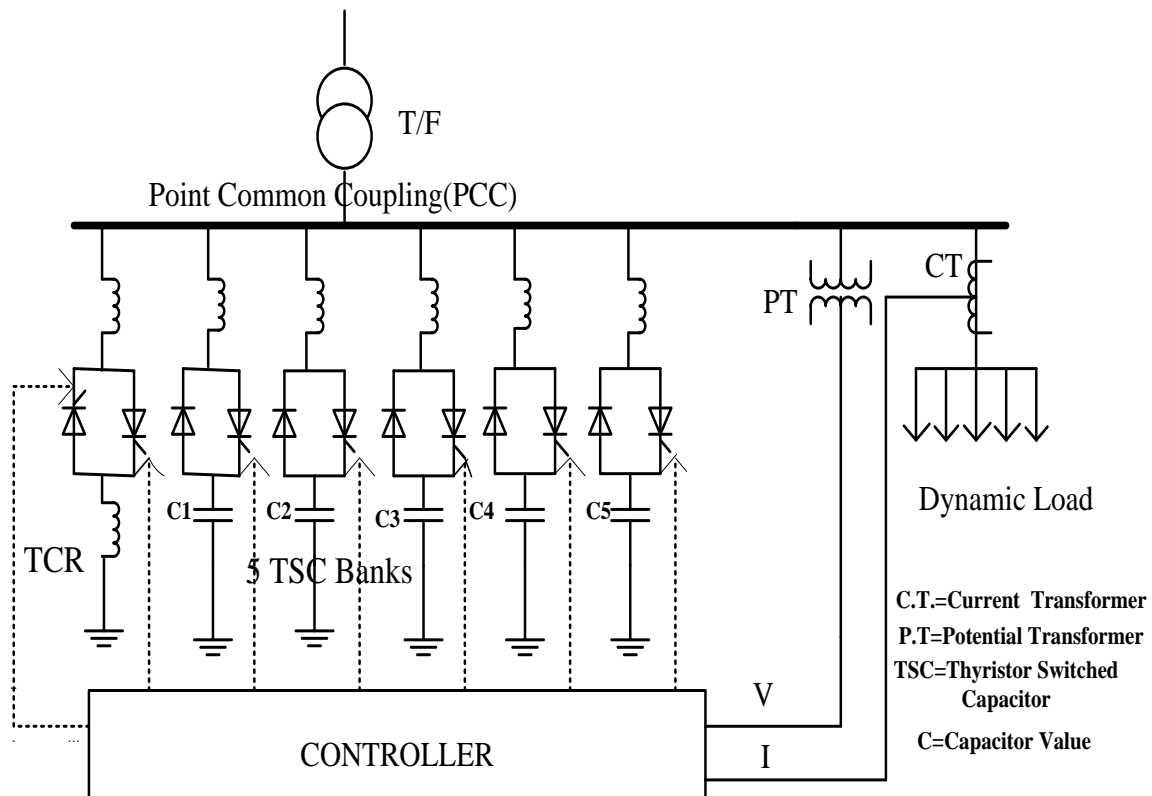 T/F
Point Common Coupling(PCC)
CT
PT
C1
C2
C3
C4
C5
Dynamic Load
TCR
5 TSC Banks
C.T.=Current Transformer
P.T=Potential Transformer
TSC=Thyristor Switched
Capacitor
C=Capacitor Value
V
I
CONTROLLER